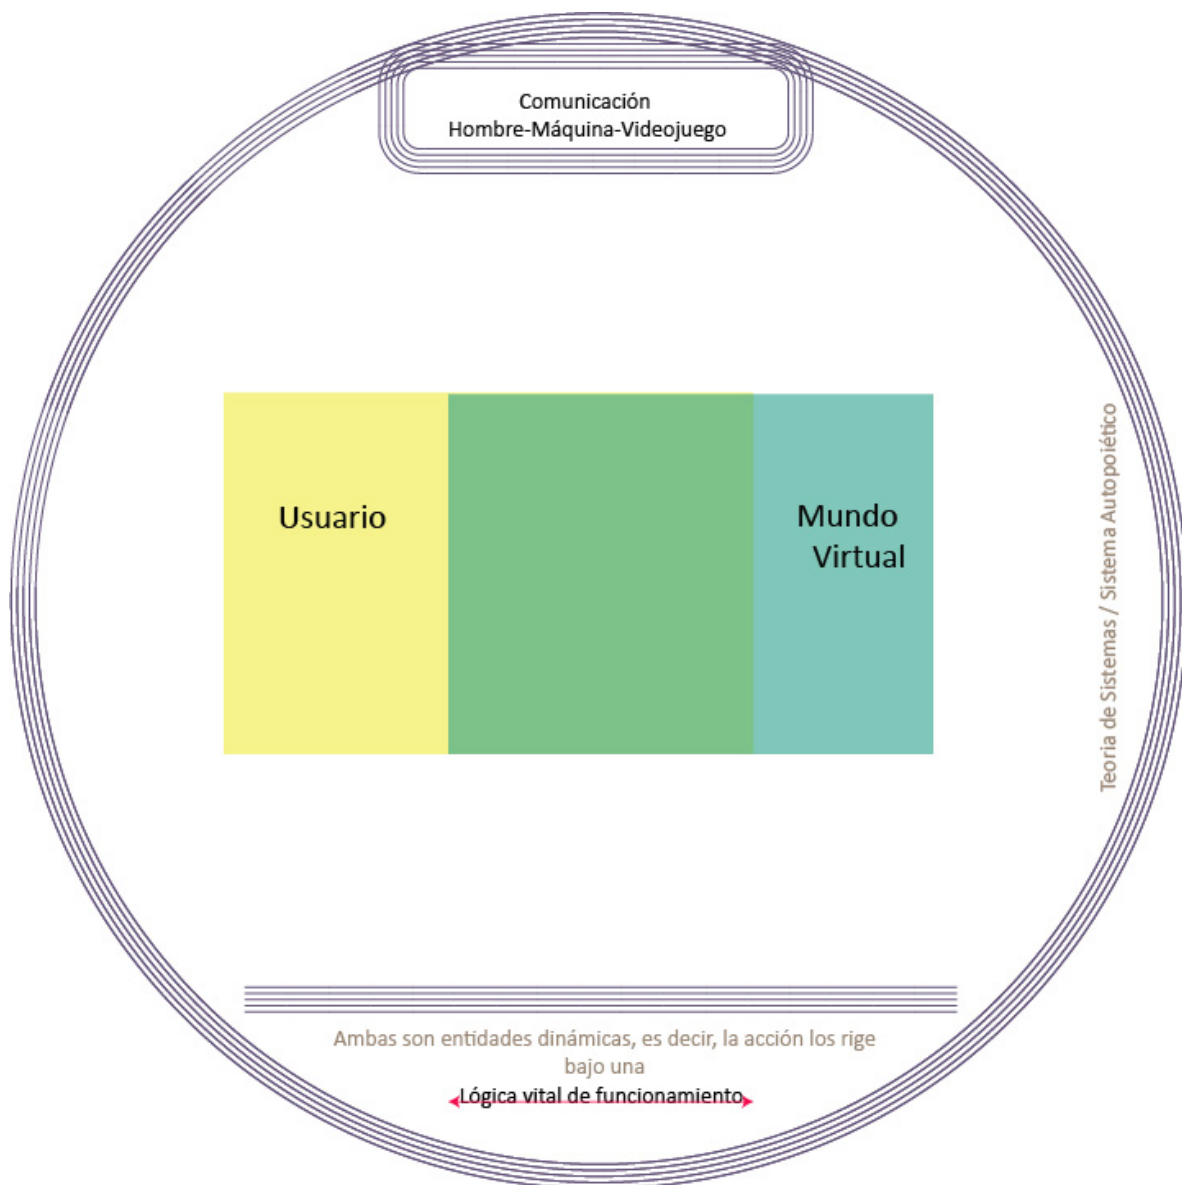 Comunicación
Hombre-Máquina-Videojuego
Usuario
Mundo
Virtual
Teoria de Sistemas / Sistema Autopoiético
Ambas son entidades dinámicas, es decir, la acción los rige
bajo una
Lógica vital de funcionamiento